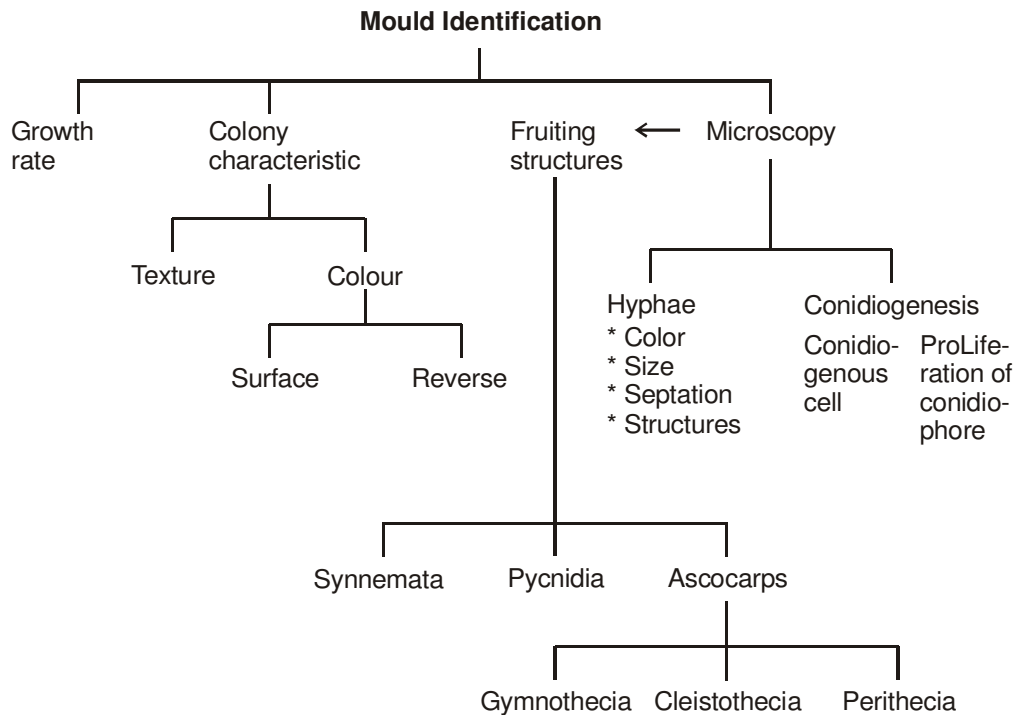 Mould Identification
Growth
rate
Colony
characteristic
Fruiting
structures
Microscopy
Texture
Colour
Surface
Reverse
Hyphae
* Color
* Size
* Septation
* Structures
Conidiogenesis
Conidio-
genous
cell
ProLife-
ration of
conidio-
phore
Synnemata
Pycnidia
Ascocarps
Gymnothecia
Cleistothecia
Perithecia